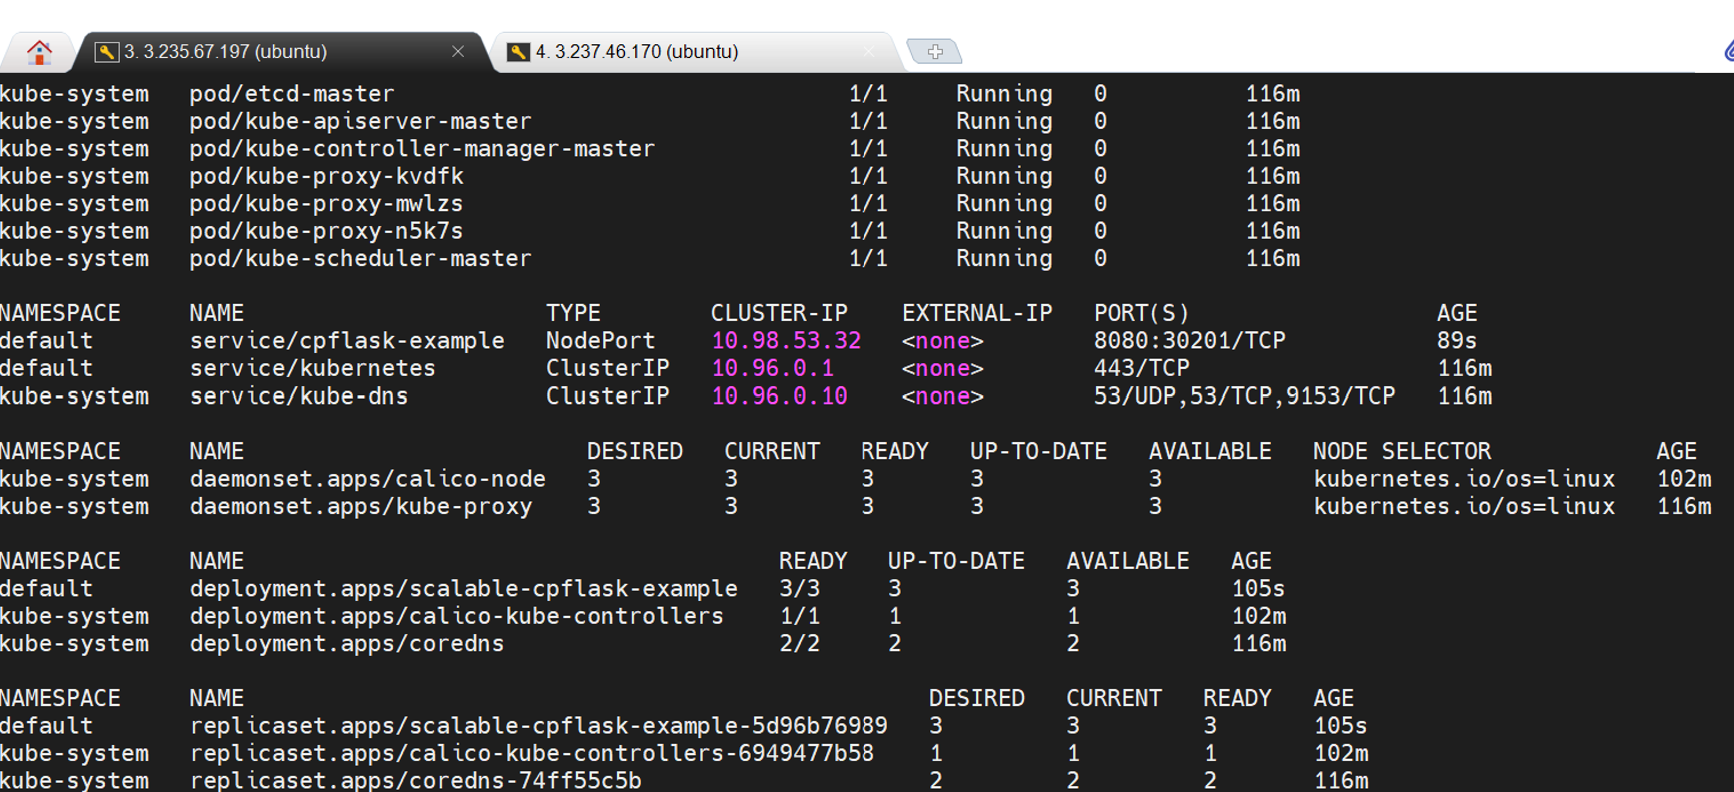 3. 3.235.67.197 (ubuntu) 4. 3.237.46.170 (ubuntu)
kube-system pod/etcd-master 1/1 Running 0 116m
kube-system pod/kube-apiserver-master 1/1 Running 0 116m
kube-system pod/kube-controller-manager-master 1/1 Running 0 116m
kube-system pod/kube-proxy-kvdfk 1/1 Running 0 116m
kube-system pod/kube-proxy-mwlzs 1/1 Running 0 116m
kube-system pod/kube-proxy-n5k7s 1/1 Running 0 116m
kube-system pod/kube-scheduler-master 1/1 Running 0 116m
NAMESPACE NAME TYPE CLUSTER-IP EXTERNAL-IP PORT(S) AGE
default service/cpflask-example NodePort 10.98.53.32 <none> 8080:30201/TCP 89s
default service/kubernetes ClusterIP 10.96.0.1 <none> 443/TCP 116m
kube-system service/kube-dns ClusterIP 10.96.0.10 <none> 53/UDP,53/TCP,9153/TCP 116m
NAMESPACE NAME DESIRED CURRENT READY UP-TO-DATE AVAILABLE NODE SELECTOR AGE
kube-system daemonset.apps/calico-node 3 3 3 3 3 kubernetes.io/os=linux 102m
kube-system daemonset.apps/kube-proxy 3 3 3 3 3 kubernetes.io/os=linux 116m
NAMESPACE NAME READY UP-TO-DATE AVAILABLE AGE
default deployment.apps/scalable-cpflask-example 3/3 3 3 105s
kube-system deployment.apps/calico-kube-controllers 1/1 1 1 102m
kube-system deployment.apps/coredns 2/2 2 2 116m
NAMESPACE NAME DESIRED CURRENT READY AGE
default replicaset.apps/scalable-cpflask-example-5d96b76989 3 3 3 105s
kube-system replicaset.apps/calico-kube-controllers-6949477b58 1 1 1 102m
kube-system replicaset.apps/coredns-74ff55c5b 2 2 2 116m